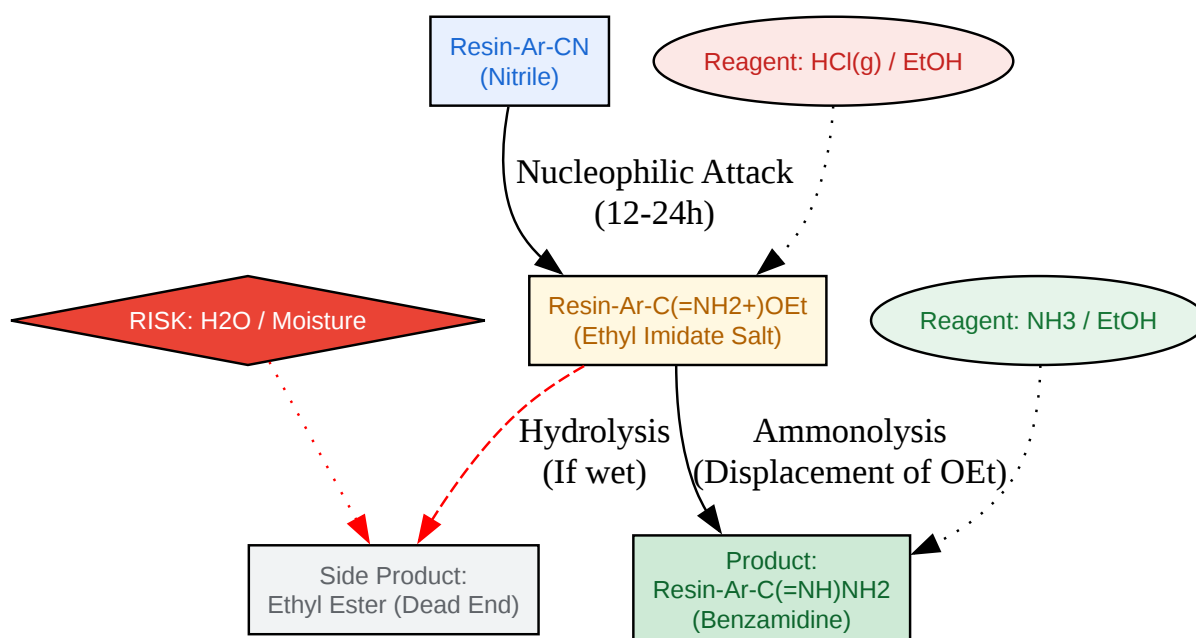 Resin-Ar-CN
(Nitrile)
Reagent: HCl(g) / EtOH
Nucleophilic Attack
(12-24h)
RISK: H2O / Moisture
Resin-Ar-C(=NH2+)OEt
(Ethyl Imidate Salt)
Reagent: NH3 / EtOH
Hydrolysis
(If wet)
Ammonolysis
(Displacement of OEt)
Side Product:
Ethyl Ester (Dead End)
Product:
Resin-Ar-C(=NH)NH2
(Benzamidine)